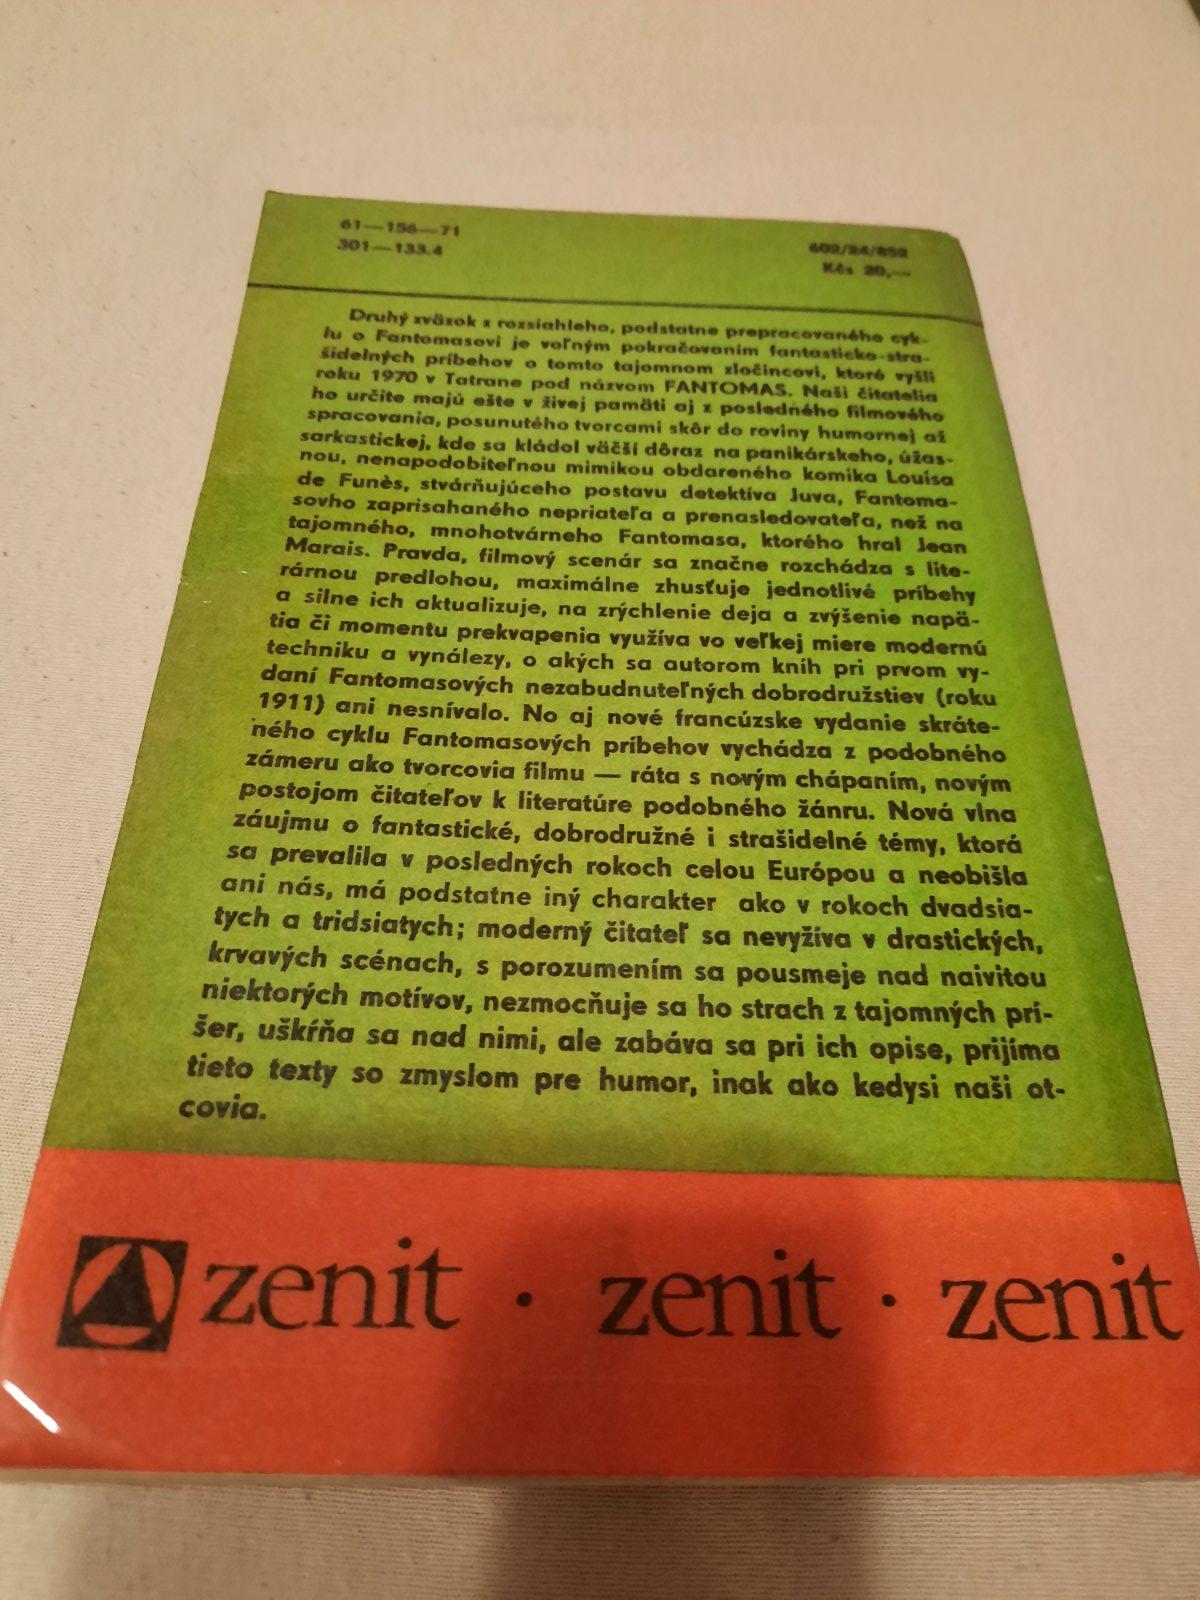 61—156—71
301—133.4
602/24/852
Kčs 20,—
Druhý zväzok z rozsiahleho, podstatne prepracovaného cyk-
lu o Fantomasovi je voľným pokračovaním fantasticko-stra-
šidelných príbehov o tomto tajomnom zločincovi, ktoré vyšli
roku 1970 v Tatrane pod názvom FANTOMAS. Naši čitatelia
ho určite majú ešte v živej pamäti aj z posledného filmového
spracovania, posunutého tvorcami skôr do roviny humornej až
sarkastickej, kde sa kládol väčší dôraz na panikárskeho, úžas-
nou, nenapodobiteľnou mimikou obdareného komika Louisa
de Funès, stvárňujúceho postavu detektíva Juva, Fantoma-
sovho zaprisahaného nepriateľa a prenasledovateľa, než na
tajomného, mnohotvárneho Fantomasa, ktorého hral Jean
Marais. Pravda, filmový scenár sa značne rozchádza s lite-
rárnou predlohou, maximálne zhusťuje jednotlivé príbehy
a silne ich aktualizuje, na zrýchlenie deja a zvýšenie napä-
tia či momentu prekvapenia využíva vo veľkej miere modernú
techniku a vynálezy, o akých sa autorom kníh pri prvom vy-
daní Fantomasových nezabudnuteľných dobrodružstiev (roku
1911) ani nesnívalo. No aj nové francúzske vydanie skráte-
ného cyklu Fantomasových príbehov vychádza z podobného
zámeru ako tvorcovia filmu — ráta s novým chápaním, novým
postojom čitateľov k literatúre podobného žánru. Nová vlna
záujmu o fantastické, dobrodružné i strašidelné témy, ktorá
sa prevalila v posledných rokoch celou Európou a neobišla
ani nás, má podstatne iný charakter ako v rokoch dvadsia-
tych a tridsiatych; moderný čitateľ sa nevyžíva v drastických,
krvavých scénach, s porozumením sa pousmeje nad naivitou
niektorých motívov, nezmocňuje sa ho strach z tajomných prí-
šer, uškŕňa sa nad nimi, ale zabáva sa pri ich opise, prijíma
tieto texty so zmyslom pre humor, inak ako kedysi naši ot-
covia.
zenit · zenit · zenit